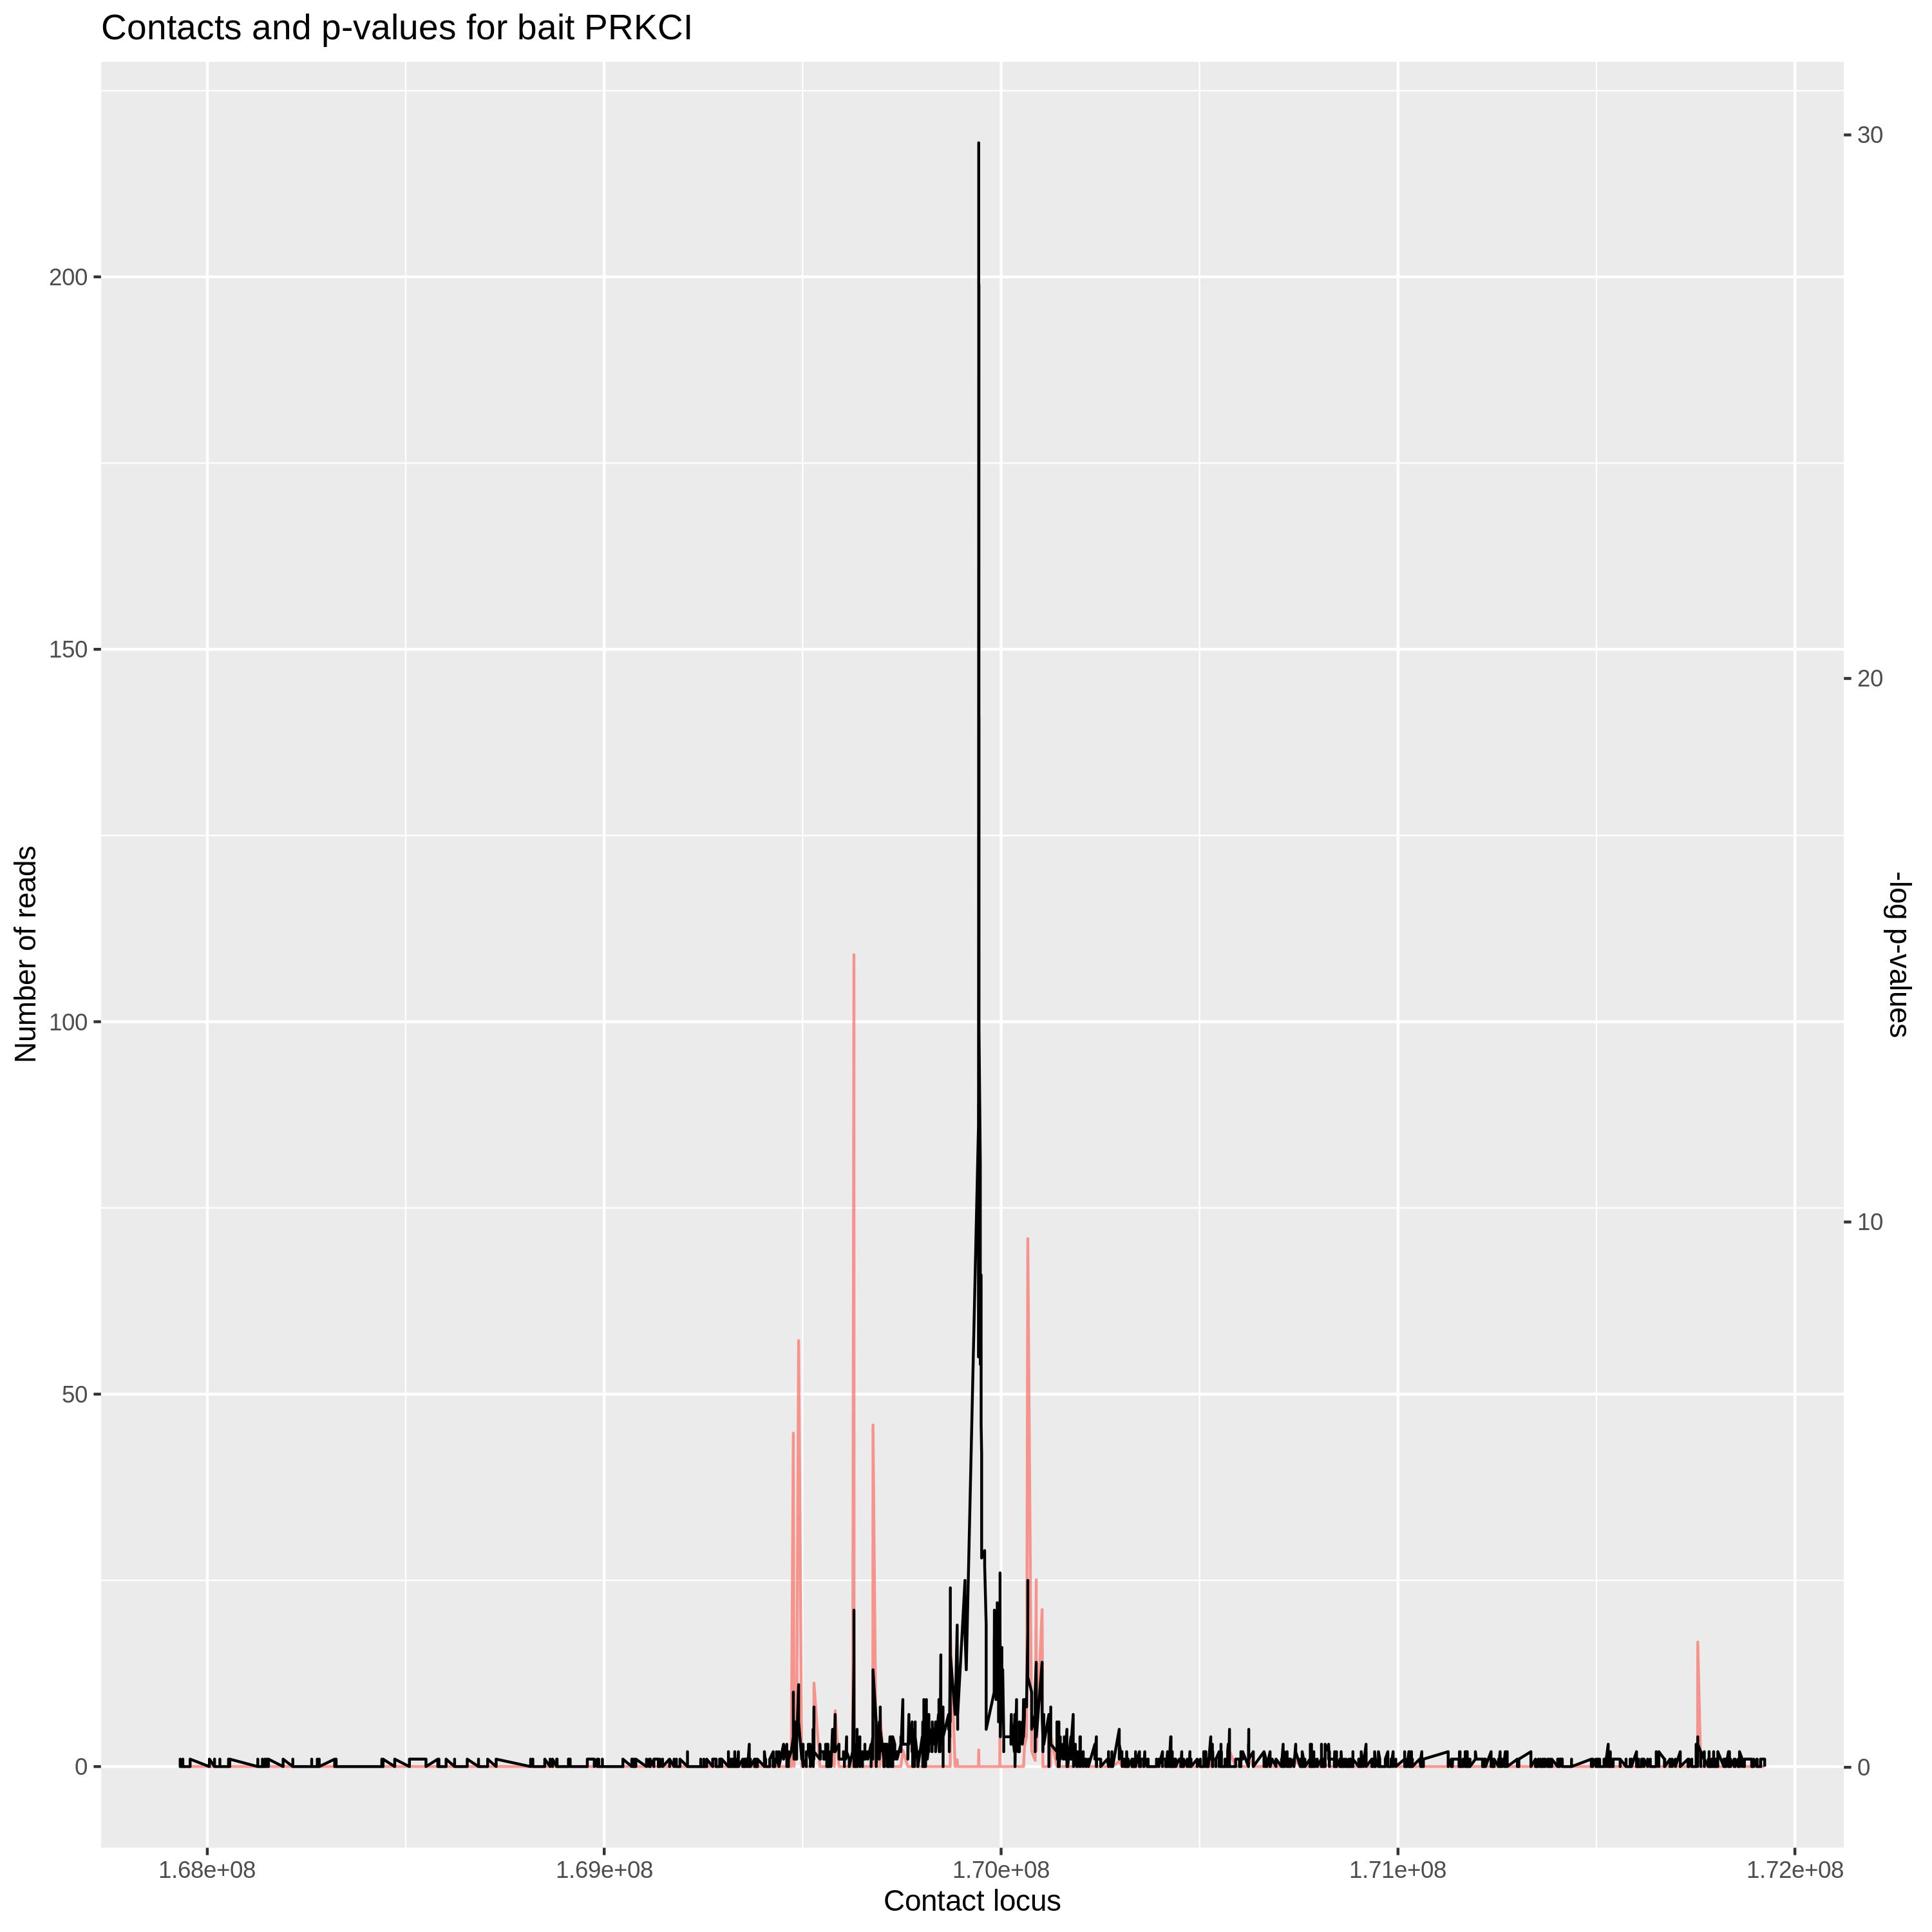 Contacts and p-values for bait PRKCI
Number of reads
200
150
100
50
0
30
20
10
0
-log p-values
1.68e+08
1.69e+08
1.70e+08
1.71e+08
1.72e+08
Contact locus